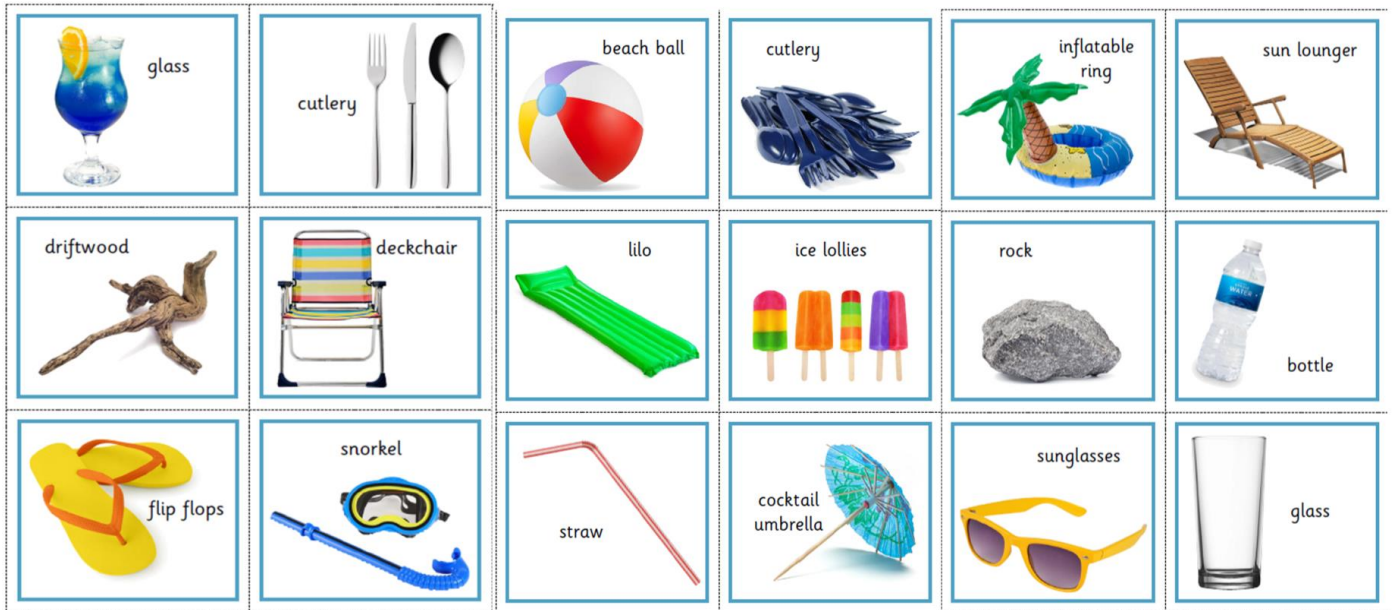 glass
cutlery
beach ball
cutlery
inflatable
ring
sun lounger
driftwood
deckchair
lilo
ice lollies
rock
WATER
bottle
flip flops
snorkel
straw
cocktail
umbrella
sunglasses
glass